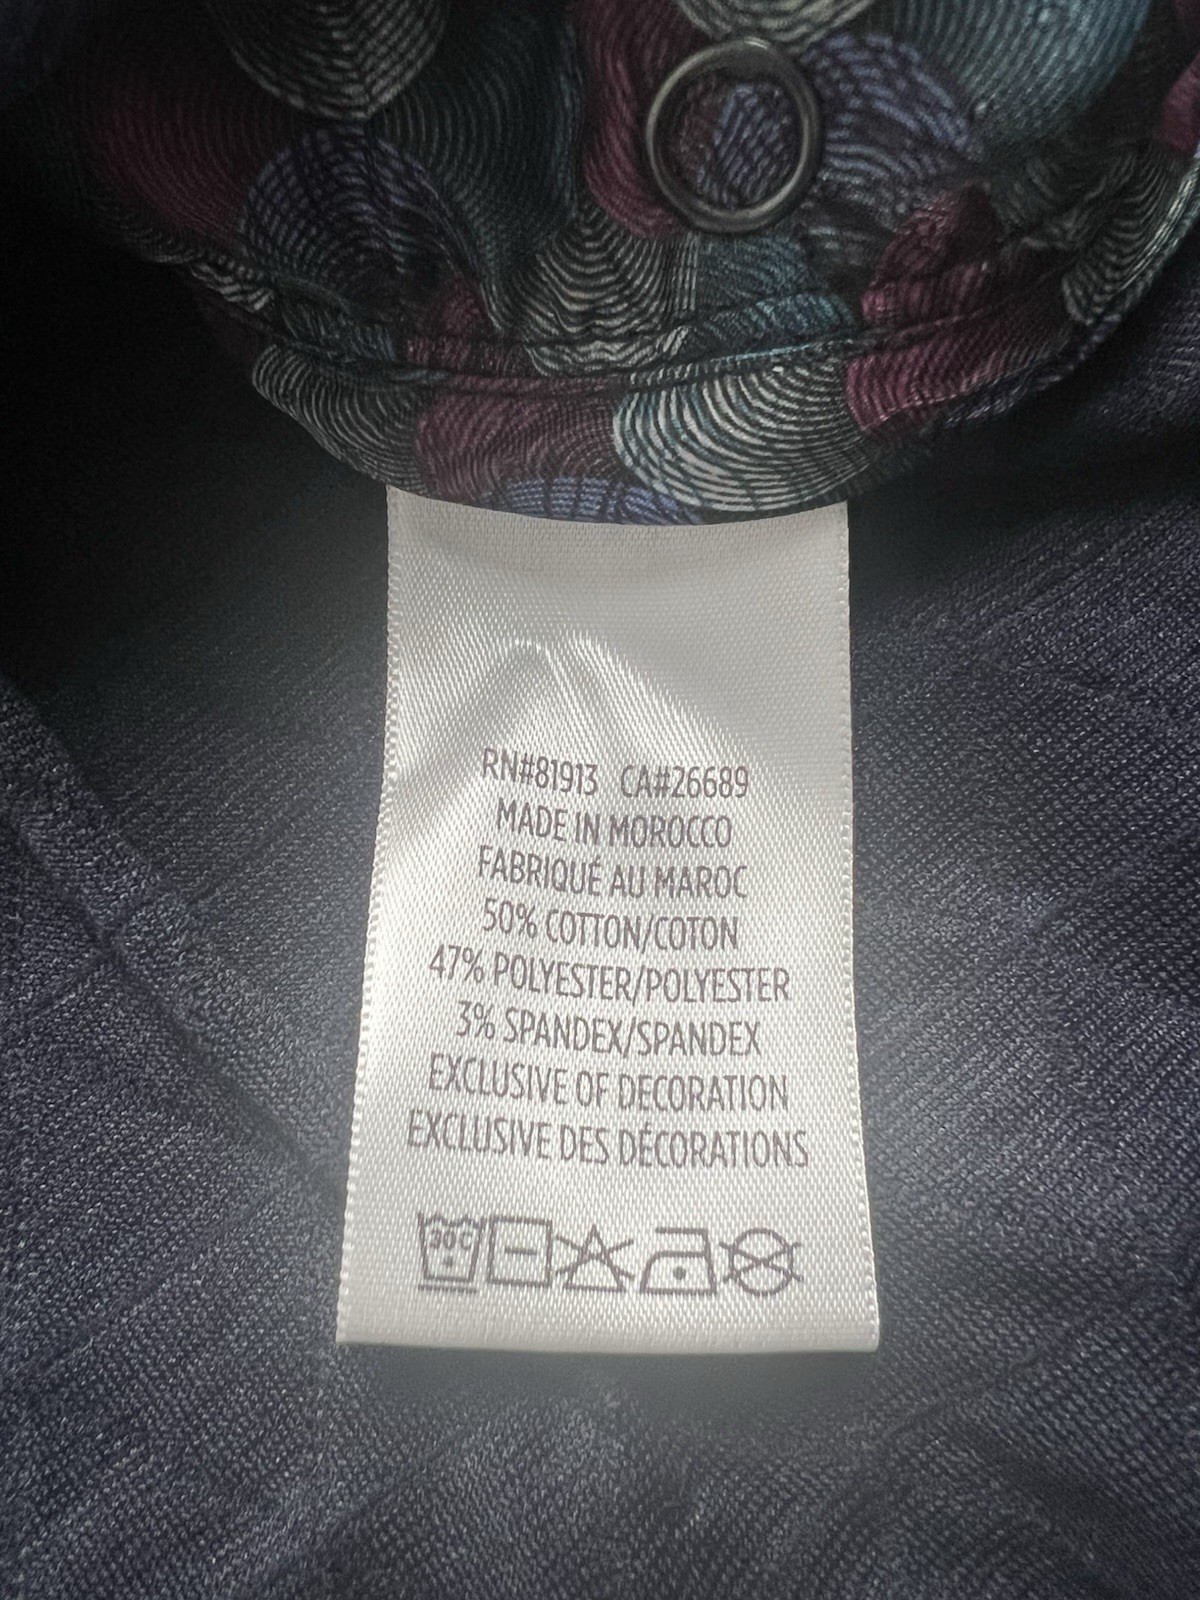 RN#81913 CA#26689
MADE IN MOROCCO
FABRIQUÉ AU MAROC
50% COTTON/COTON
47% POLYESTER/POLYESTER
3% SPANDEX/SPANDEX
EXCLUSIVE OF DECORATION
EXCLUSIVE DES DÉCORATIONS
30C